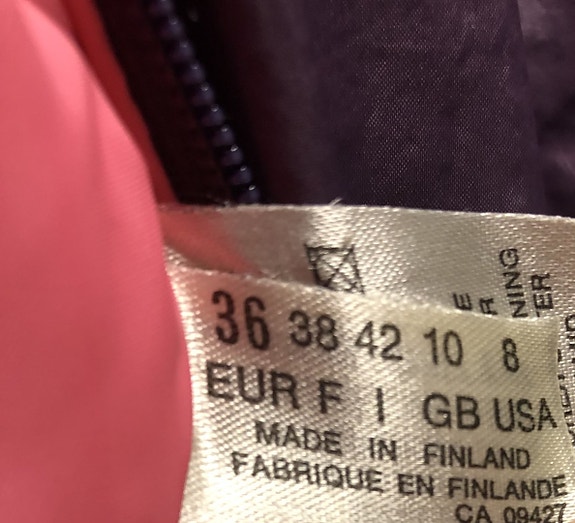 36 38 42 10 8
EUR F I GB USA
MADE IN FINLAND
FABRIQUE EN FINLANDE
CA 09427